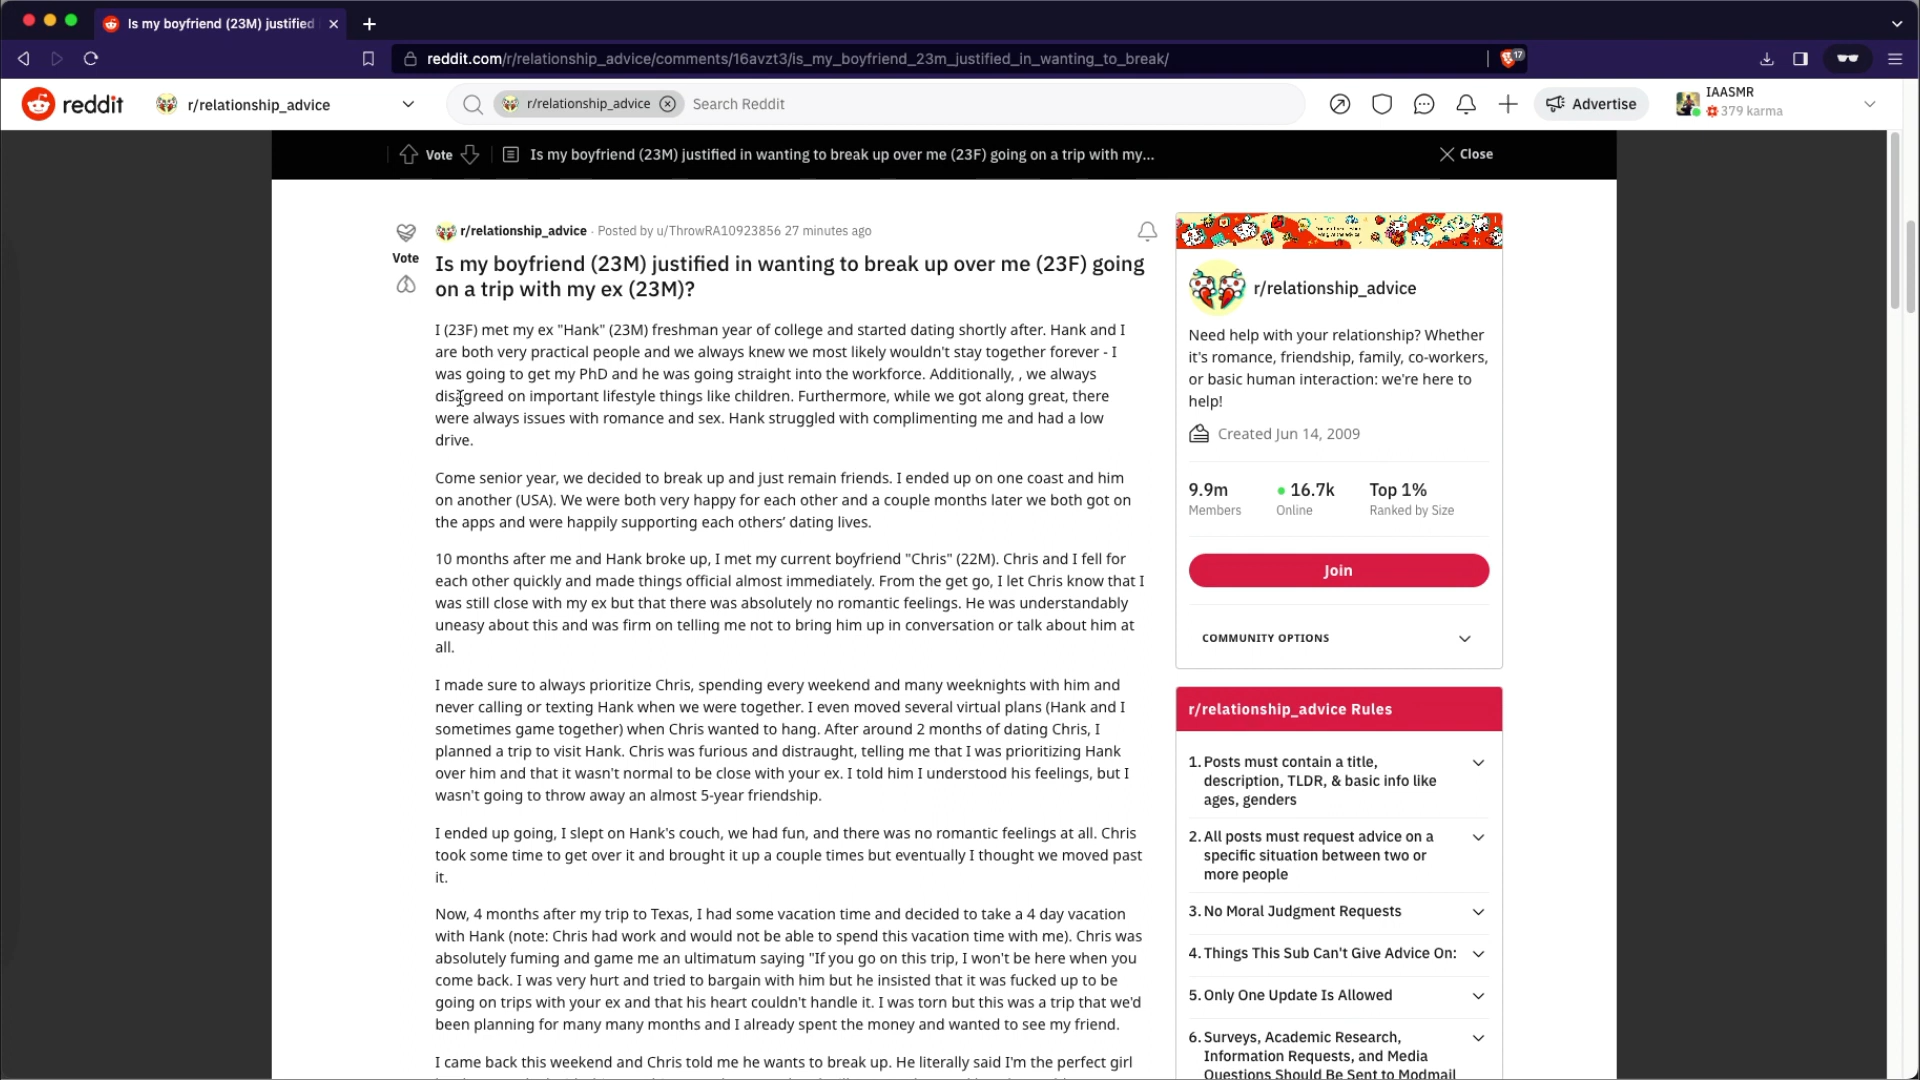 Is my boyfriend (23M) justified
reddit.com/r/relationship_advice/comments/16avzt3/is_my_boyfriend_23m_justified_in_wanting_to_break/
17
reddit
r/relationship_advice
r/relationship_advice
Search Reddit
Advertise
IAASMR
379 karma
Vote
Is my boyfriend (23M) justified in wanting to break up over me (23F) going on a trip with my...
Close
r/relationship_advice · Posted by u/ThrowRA10923856 27 minutes ago
Vote
Is my boyfriend (23M) justified in wanting to break up over me (23F) going
on a trip with my ex (23M)?
I (23F) met my ex "Hank" (23M) freshman year of college and started dating shortly after. Hank and I
are both very practical people and we always knew we most likely wouldn't stay together forever - I
was going to get my PhD and he was going straight into the workforce. Additionally, , we always
disagreed on important lifestyle things like children. Furthermore, while we got along great, there
were always issues with romance and sex. Hank struggled with complimenting me and had a low
drive.
Come senior year, we decided to break up and just remain friends. I ended up on one coast and him
on another (USA). We were both very happy for each other and a couple months later we both got on
the apps and were happily supporting each others’ dating lives.
10 months after me and Hank broke up, I met my current boyfriend "Chris" (22M). Chris and I fell for
each other quickly and made things official almost immediately. From the get go, I let Chris know that I
was still close with my ex but that there was absolutely no romantic feelings. He was understandably
uneasy about this and was firm on telling me not to bring him up in conversation or talk about him at
all.
I made sure to always prioritize Chris, spending every weekend and many weeknights with him and
never calling or texting Hank when we were together. I even moved several virtual plans (Hank and I
sometimes game together) when Chris wanted to hang. After around 2 months of dating Chris, I
planned a trip to visit Hank. Chris was furious and distraught, telling me that I was prioritizing Hank
over him and that it wasn't normal to be close with your ex. I told him I understood his feelings, but I
wasn't going to throw away an almost 5-year friendship.
I ended up going, I slept on Hank's couch, we had fun, and there was no romantic feelings at all. Chris
took some time to get over it and brought it up a couple times but eventually I thought we moved past
it.
Now, 4 months after my trip to Texas, I had some vacation time and decided to take a 4 day vacation
with Hank (note: Chris had work and would not be able to spend this vacation time with me). Chris was
absolutely fuming and game me an ultimatum saying "If you go on this trip, I won't be here when you
come back. I was very hurt and tried to bargain with him but he insisted that it was fucked up to be
going on trips with your ex and that his heart couldn't handle it. I was torn but this was a trip that we'd
been planning for many many months and I already spent the money and wanted to see my friend.
I came back this weekend and Chris told me he wants to break up. He literally said I'm the perfect girl
r/relationship_advice
Need help with your relationship? Whether
it's romance, friendship, family, co-workers,
or basic human interaction: we're here to
help!
Created Jun 14, 2009
9.9m
Members
16.7k
Online
Top 1%
Ranked by Size
Join
COMMUNITY OPTIONS
r/relationship_advice Rules
1. Posts must contain a title,
description, TLDR, & basic info like
ages, genders
2. All posts must request advice on a
specific situation between two or
more people
3. No Moral Judgment Requests
4. Things This Sub Can't Give Advice On:
5. Only One Update Is Allowed
6. Surveys, Academic Research,
Information Requests, and Media
Questions Should Be Sent to Modmail